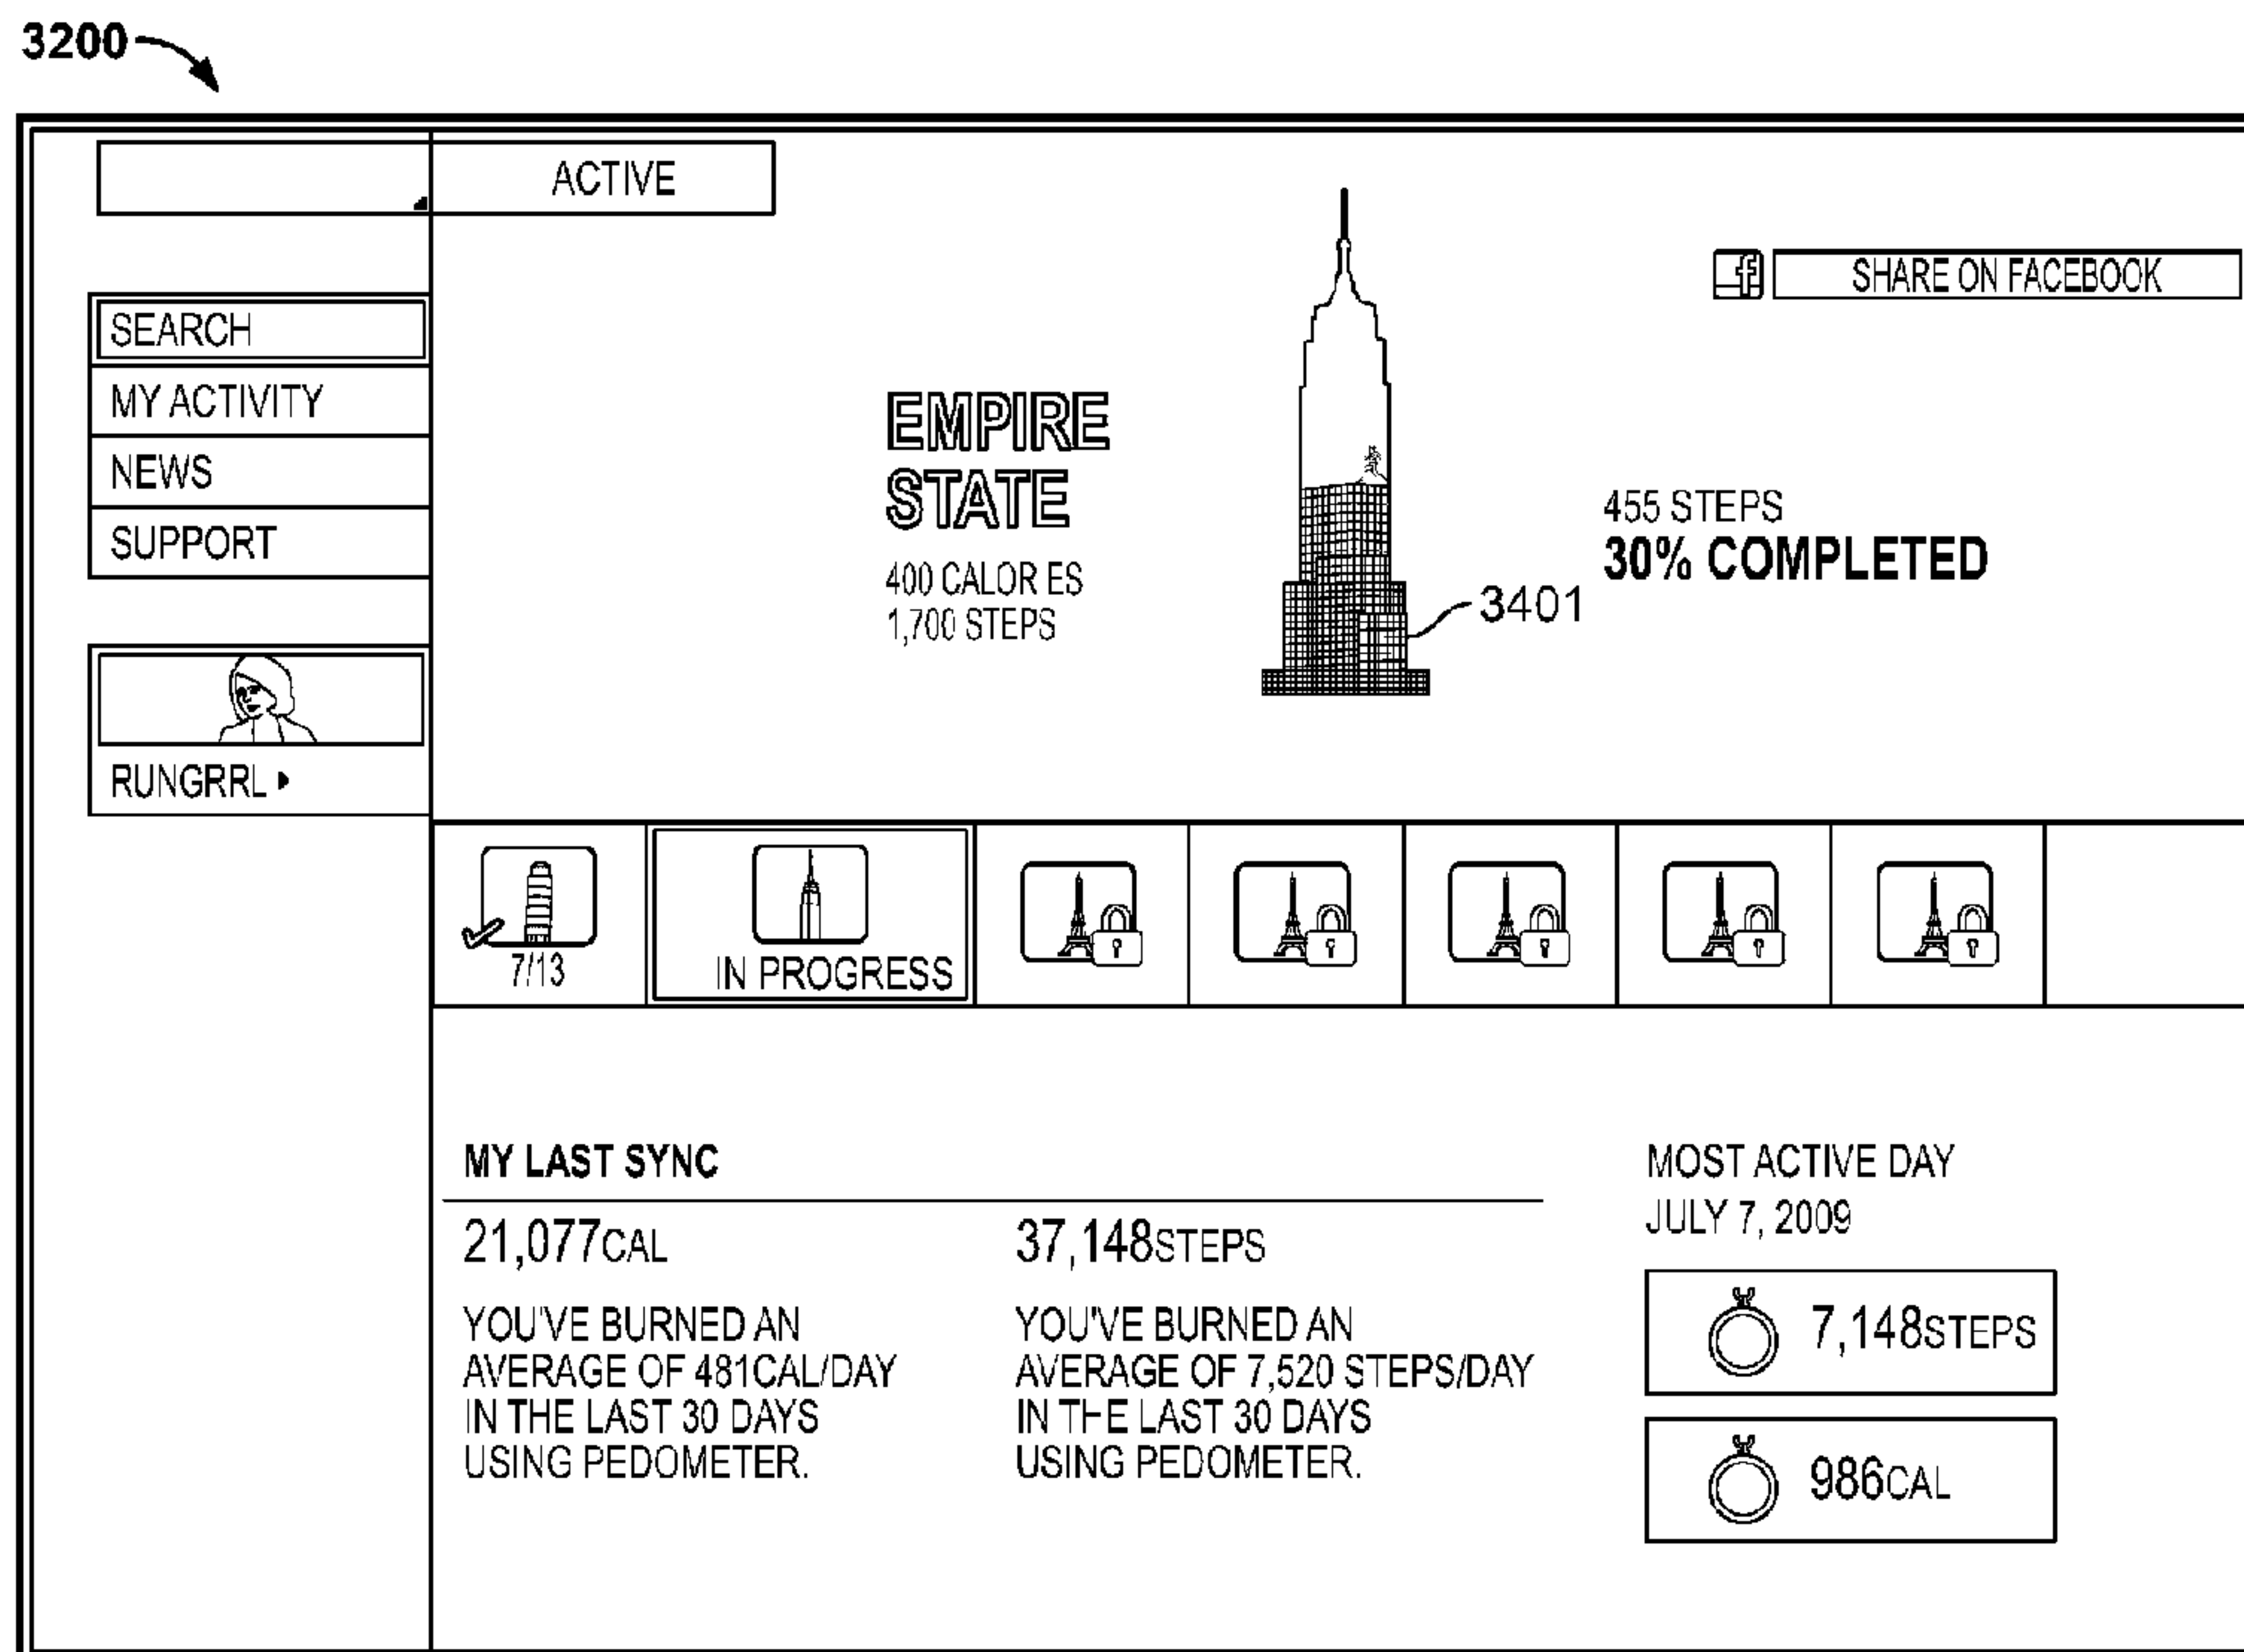 3200
ACTIVE
SHARE ON FACEBOOK
SEARCH
MY ACTIVITY
NEWS
SUPPORT
RUNGRRL
EMPIRE
STATE
400 CALOR ES
1,700 STEPS
455 STEPS
30% COMPLETED
3401
7/13
IN PROGRESS
MY LAST SYNC
21,077CAL
YOU'VE BURNED AN
AVERAGE OF 481CAL/DAY
IN THE LAST 30 DAYS
USING PEDOMETER.
37,148STEPS
YOU'VE BURNED AN
AVERAGE OF 7,520 STEPS/DAY
IN THE LAST 30 DAYS
USING PEDOMETER.
MOST ACTIVE DAY
JULY 7, 2009
7,148STEPS
986CAL